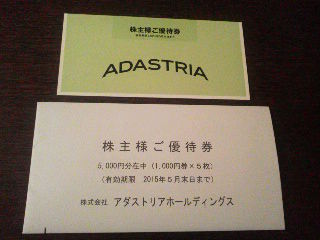 株主様ご優待券
ADASTRIA
株主様ご優待券
5,000円分在中（1,000円券×5枚）
（有効期限　2015年5月末日まで）
株式会社 アダストリアホールディングス